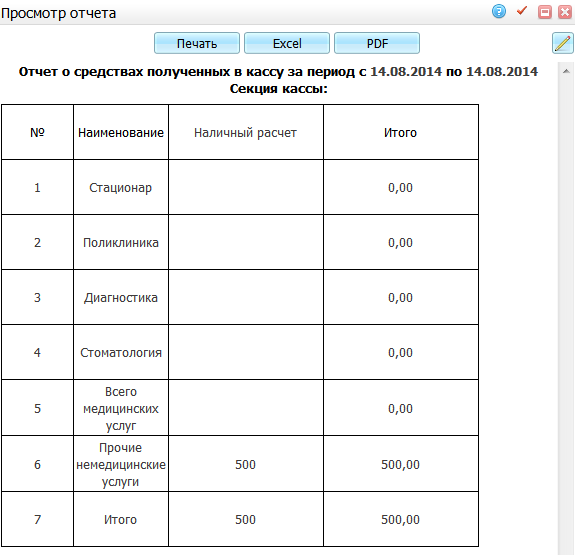 Просмотр отчета
Печать Excel PDF
Отчет о средствах полученных в кассу за период с 14.08.2014 по 14.08.2014
Секция кассы:
№ Наименование Наличный расчет Итого
1 Стационар 0,00
2 Поликлиника 0,00
3 Диагностика 0,00
4 Стоматология 0,00
Всего
5 медицинских 0,00
услуг
Прочие
6 немедицинские 500 500,00
услуги
7 Итого 500 500,00